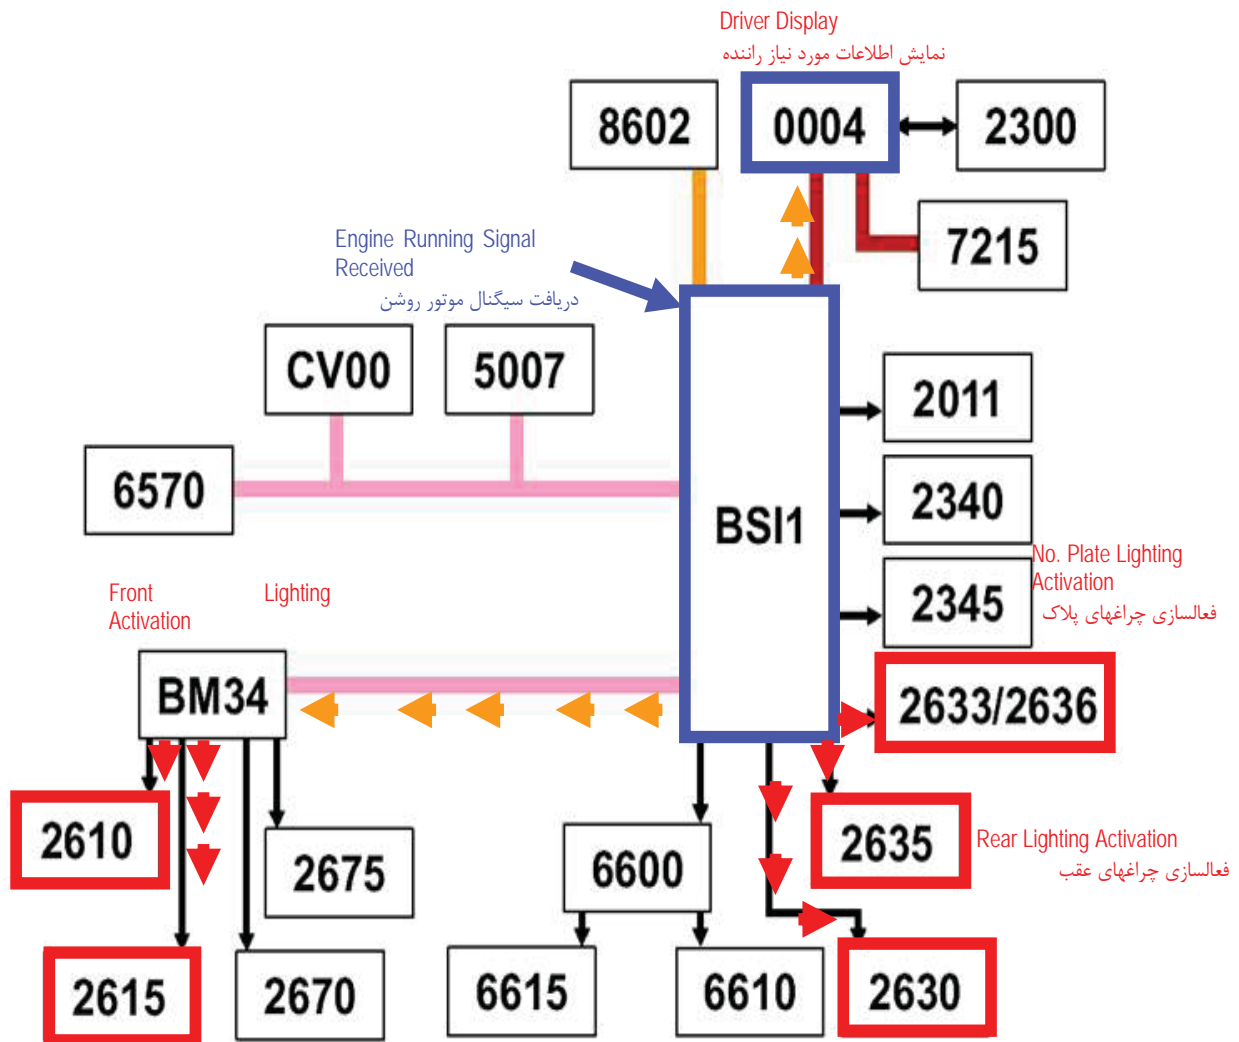 Driver Display
نمایش اطلاعات مورد نیاز راننده
8602
0004
2300
7215
Engine Running Signal
Received
دریافت سیگنال موتور روشن
CV00
5007
6570
BSI1
2011
2340
2345
No. Plate Lighting
Activation
فعالسازی چراغهای پلاک
Front Lighting
Activation
BM34
2633/2636
2610
2675
6600
2635
Rear Lighting Activation
فعالسازی چراغهای عقب
2615
2670
6615
6610
2630